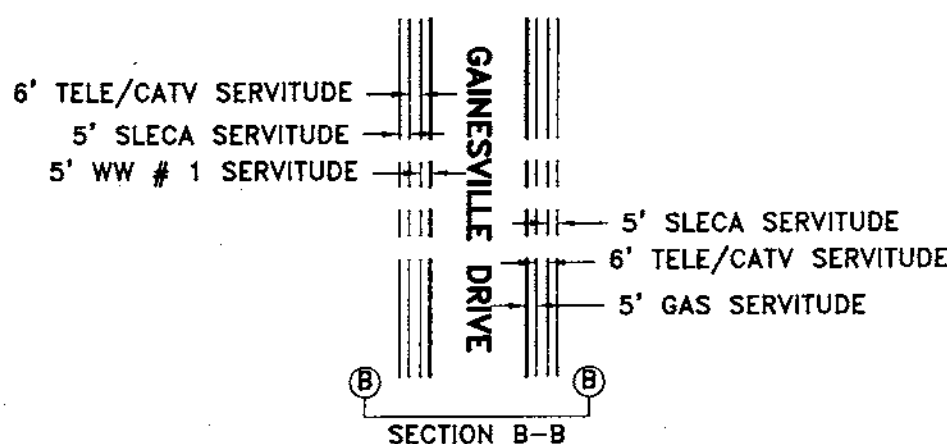 6' TELE/CATV SERVITUDE
5' SLECA SERVITUDE
5' WW # 1 SERVITUDE
GAINESVILLE DRIVE
5' SLECA SERVITUDE
6' TELE/CATV SERVITUDE
5' GAS SERVITUDE
B B
SECTION B-B